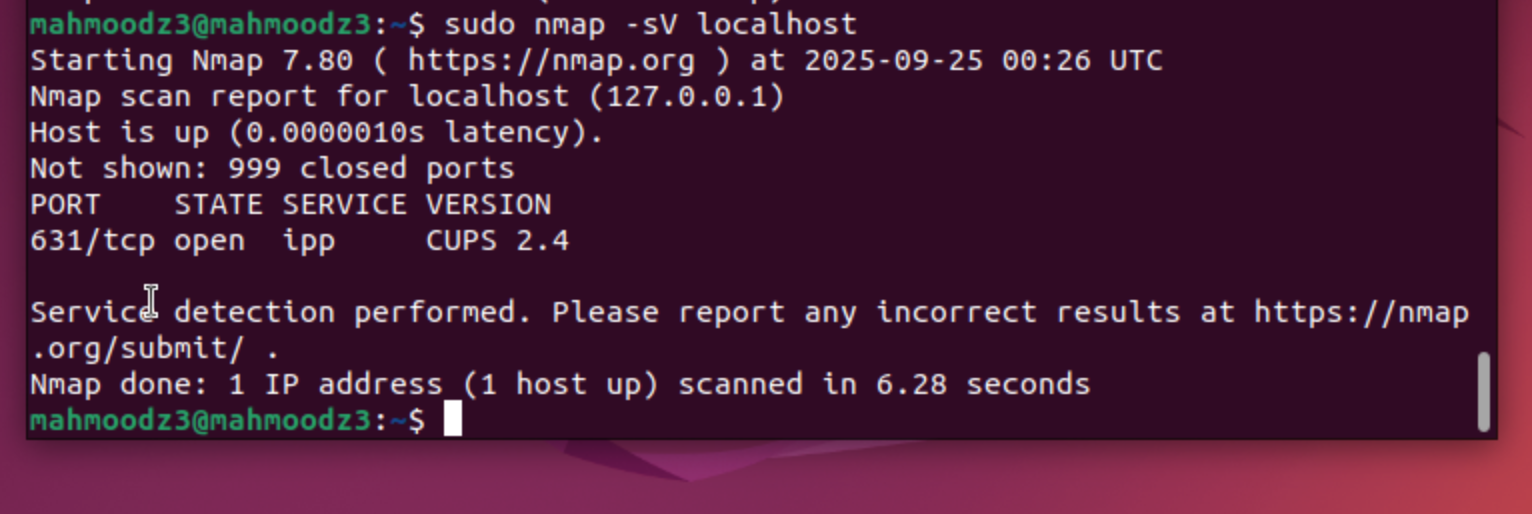 mahmoodz3@mahmoodz3:~$ sudo nmap -sV localhost
Starting Nmap 7.80 ( https://nmap.org ) at 2025-09-25 00:26 UTC
Nmap scan report for localhost (127.0.0.1)
Host is up (0.0000010s latency).
Not shown: 999 closed ports
PORT    STATE SERVICE VERSION
631/tcp open  ipp     CUPS 2.4
Service detection performed. Please report any incorrect results at https://nmap
.org/submit/ .
Nmap done: 1 IP address (1 host up) scanned in 6.28 seconds
mahmoodz3@mahmoodz3:~$